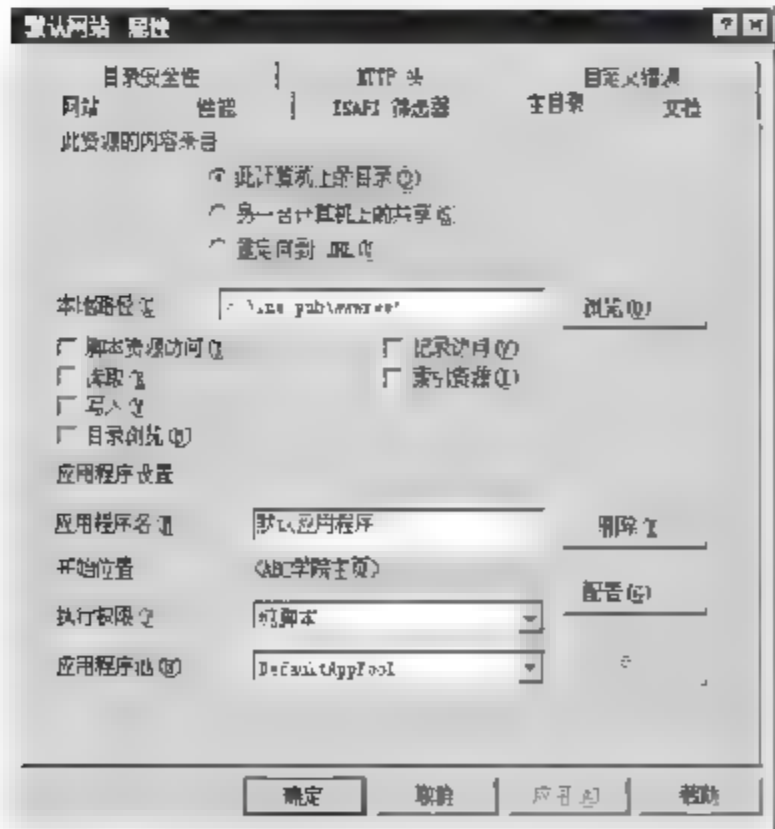 默认网站 属性
目录安全性 HTTP 头 自定义错误
网站 性能 ISAPI 筛选器 主目录 文档
此资源的内容来自
此计算机上的目录(D)
另一台计算机上的共享(S)
重定向到 URL(U)
本地路径(C) 浏览(O)
脚本资源访问(T) 记录访问(V)
读取(R) 索引资源(I)
写入(W)
目录浏览(B)
应用程序设置
应用程序名(M) 默认应用程序 删除(E)
开始位置 <ABC学院主页>
配置(G)
执行权限(P) 纯脚本
应用程序池(N) DefaultAppPool
确定 取消 应用(A) 帮助